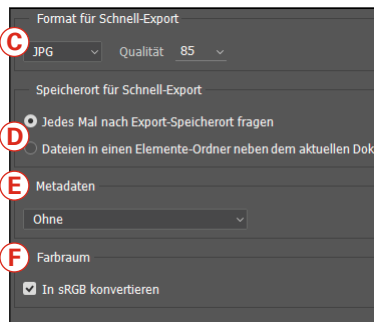 Format für Schnell-Export
C JPG Qualität 85
Speicherort für Schnell-Export
Jedes Mal nach Export-Speicherort fragen
D
Dateien in einen Elemente-Ordner neben dem aktuellen Dok
E Metadaten
Ohne
F Farbraum
In sRGB konvertieren